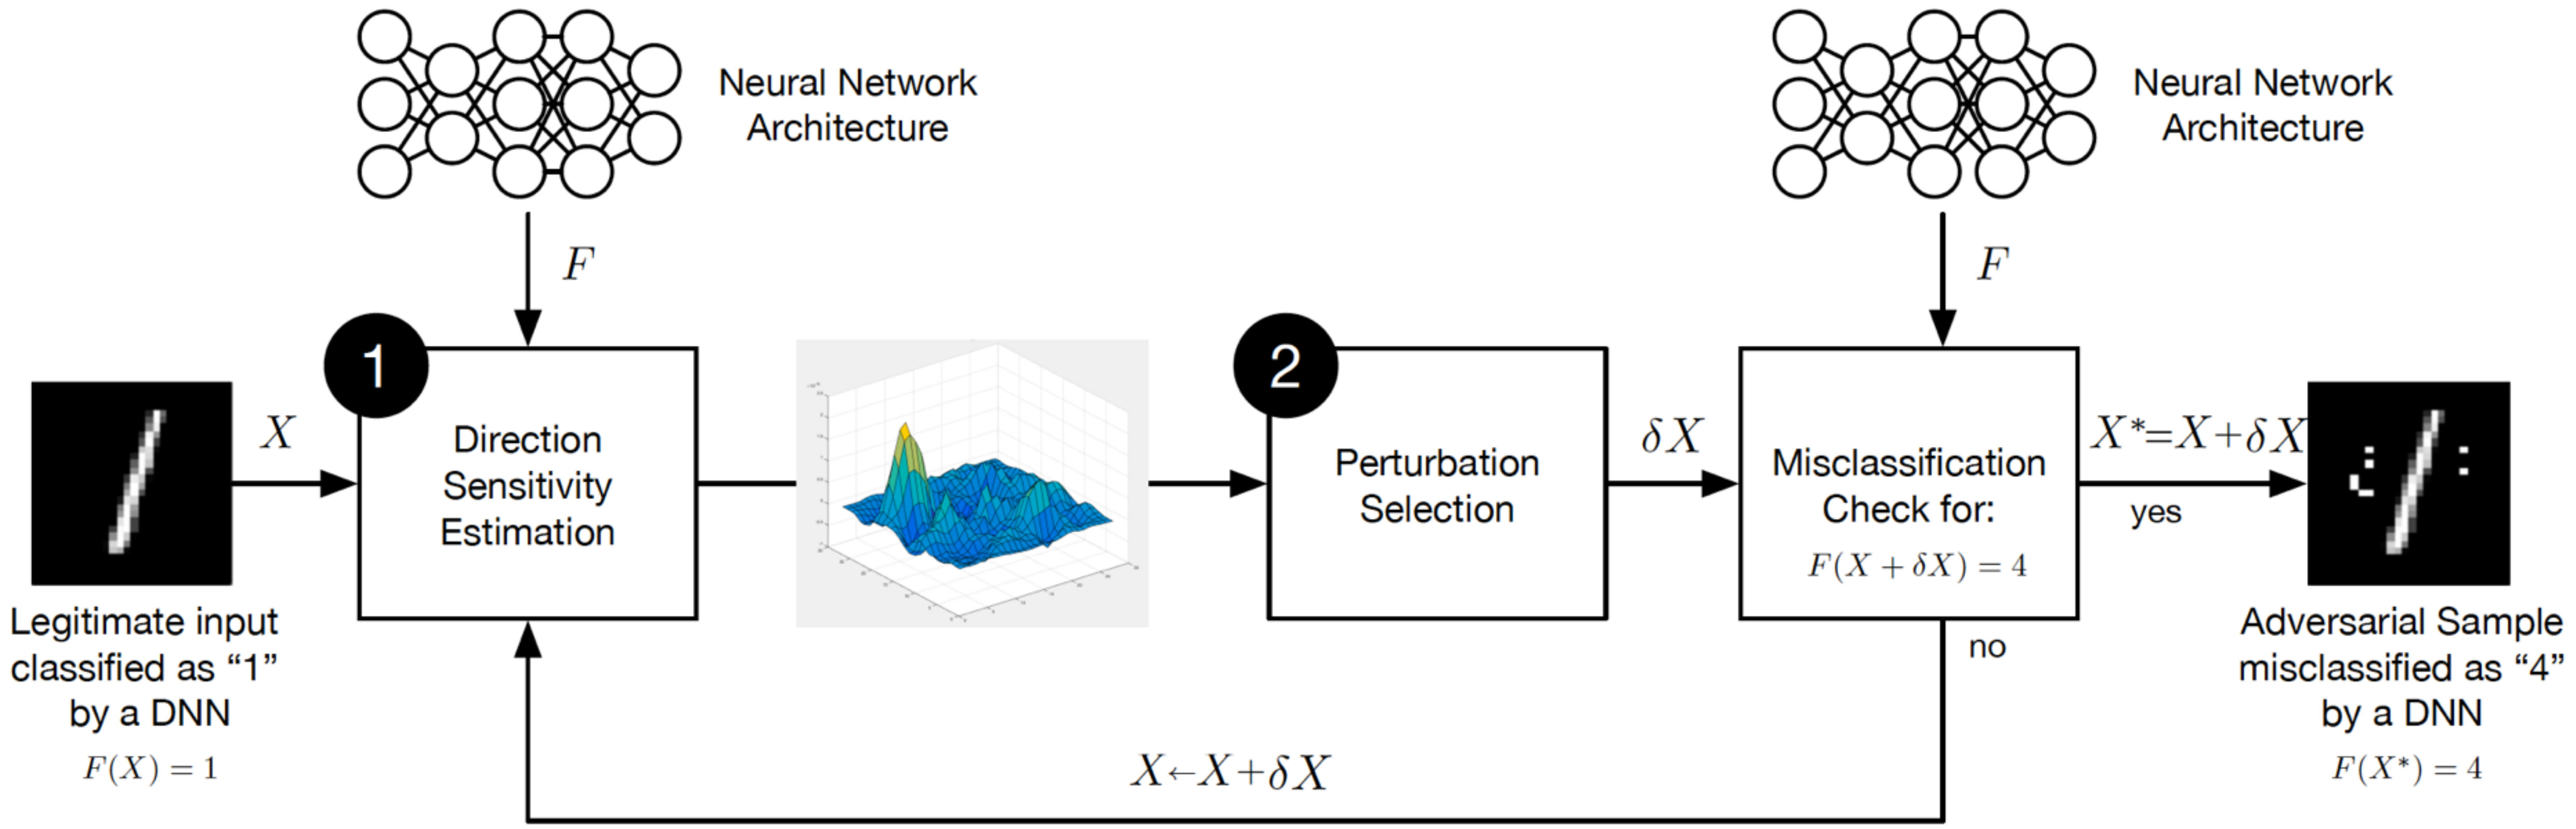 Neural Network
Architecture
Neural Network
Architecture
F
F
1
2
X
Direction
Sensitivity
Estimation
Perturbation
Selection
δX
Misclassification
Check for:
F(X + δX) = 4
X*=X+δX
yes
no
Legitimate input
classified as “1”
by a DNN
F(X) = 1
Adversarial Sample
misclassified as “4”
by a DNN
F(X*) = 4
X←X+δX